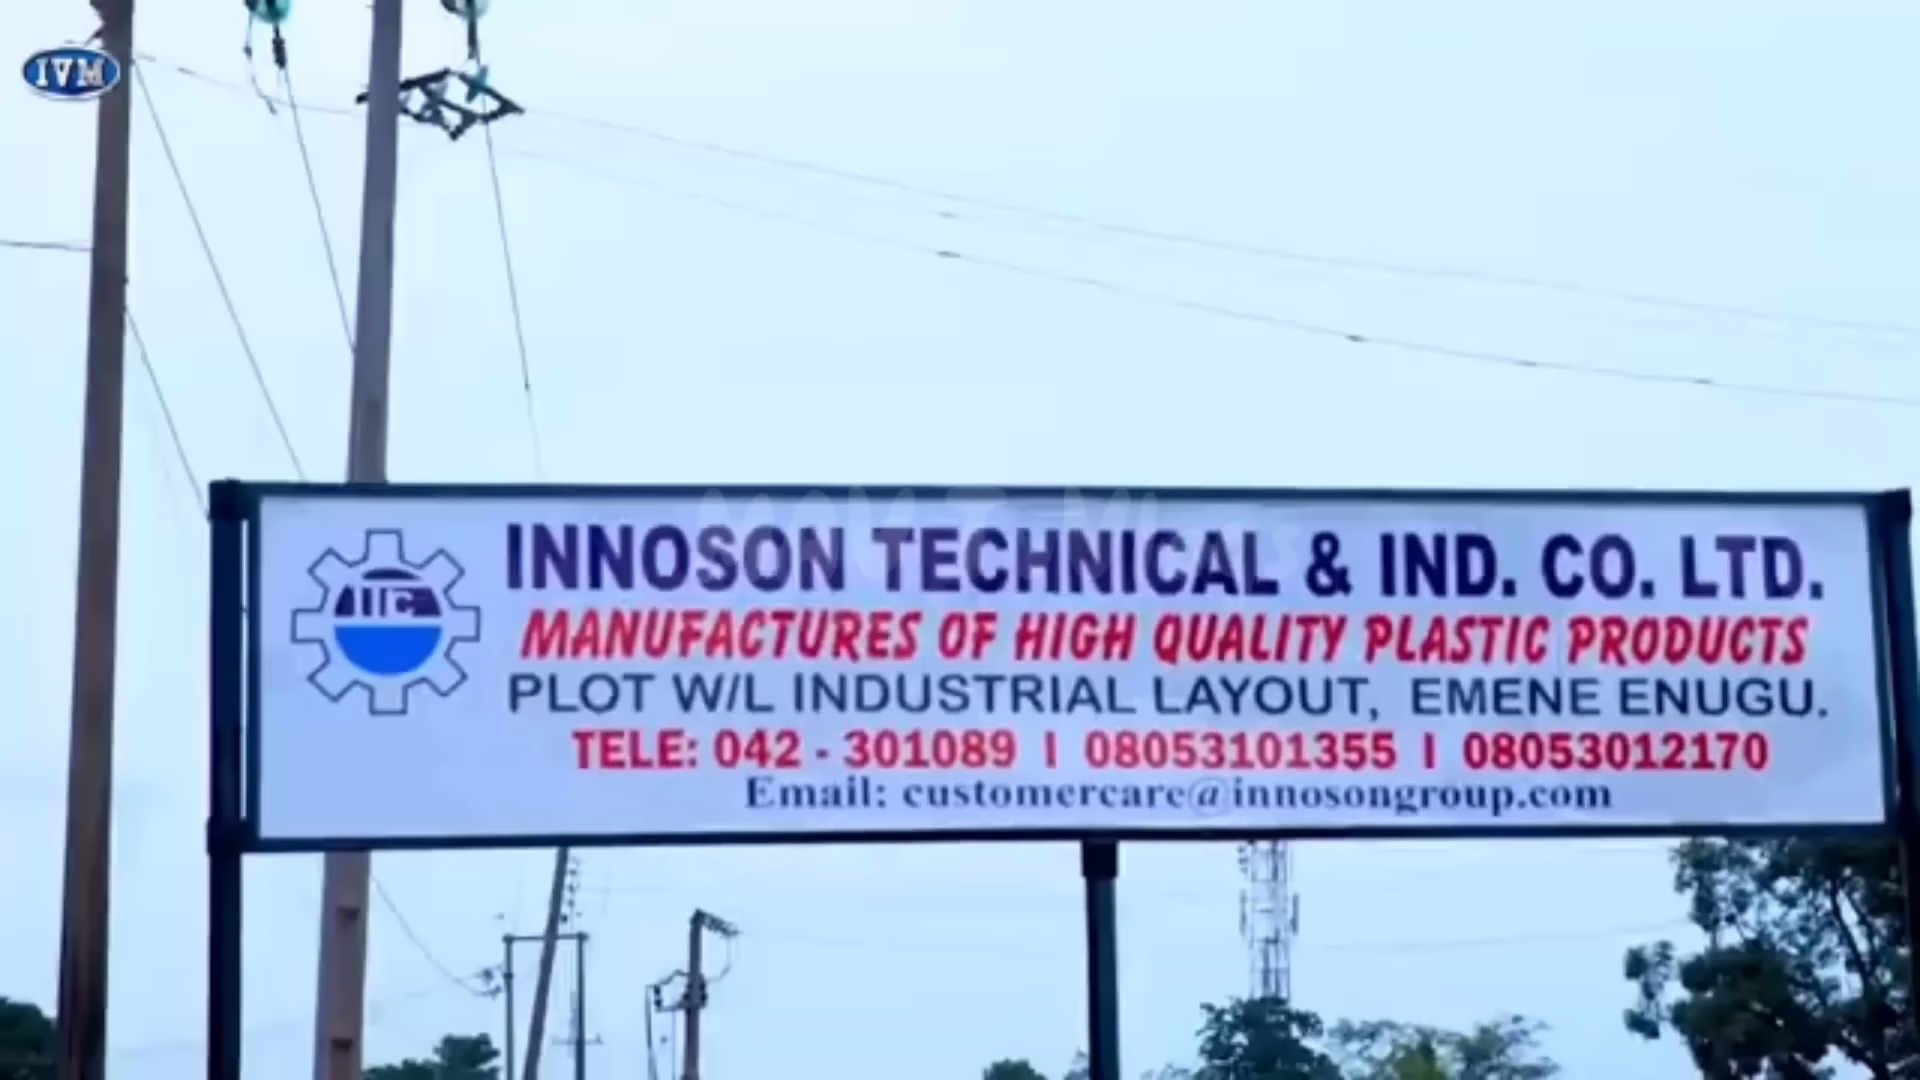 IVM
INNOSON TECHNICAL & IND. CO. LTD.
MANUFACTURES OF HIGH QUALITY PLASTIC PRODUCTS
PLOT W/L INDUSTRIAL LAYOUT, EMENE ENUGU.
TELE: 042 - 301089 I 08053101355 I 08053012170
Email: customercare@innosongroup.com